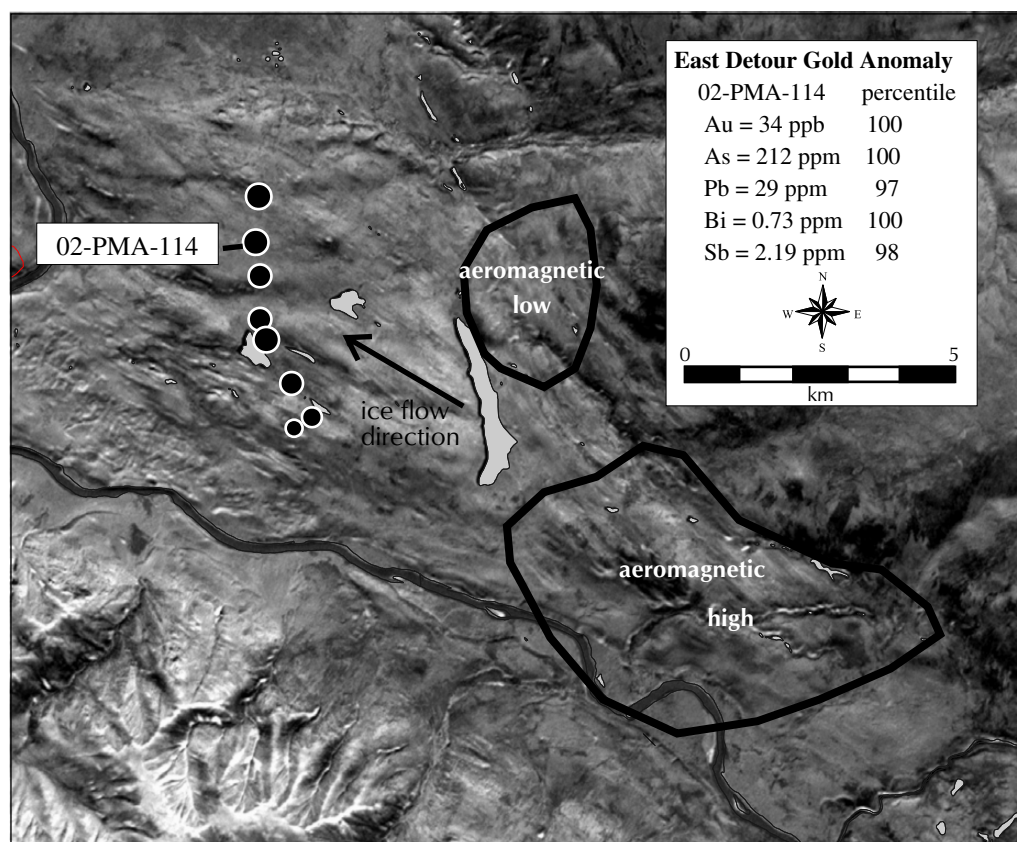 East Detour Gold Anomaly
02-PMA-114 percentile
Au = 34 ppb 100
As = 212 ppm 100
Pb = 29 ppm 97
Bi = 0.73 ppm 100
Sb = 2.19 ppm 98
N
W E
S
0 5
km
02-PMA-114
aeromagnetic
low
ice flow
direction
aeromagnetic
high